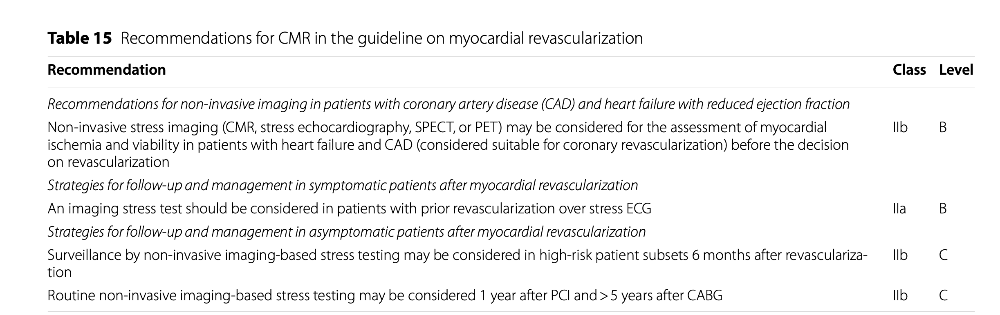 Table 15 Recommendations for CMR in the guideline on myocardial revascularization
Recommendation Class Level
Recommendations for non-invasive imaging in patients with coronary artery disease (CAD) and heart failure with reduced ejection fraction
Non-invasive stress imaging (CMR, stress echocardiography, SPECT, or PET) may be considered for the assessment of myocardial IIb B
ischemia and viability in patients with heart failure and CAD (considered suitable for coronary revascularization) before the decision
on revascularization
Strategies for follow-up and management in symptomatic patients after myocardial revascularization
An imaging stress test should be considered in patients with prior revascularization over stress ECG IIa B
Strategies for follow-up and management in asymptomatic patients after myocardial revascularization
Surveillance by non-invasive imaging-based stress testing may be considered in high-risk patient subsets 6 months after revasculariza- IIb C
tion
Routine non-invasive imaging-based stress testing may be considered 1 year after PCI and > 5 years after CABG IIb C